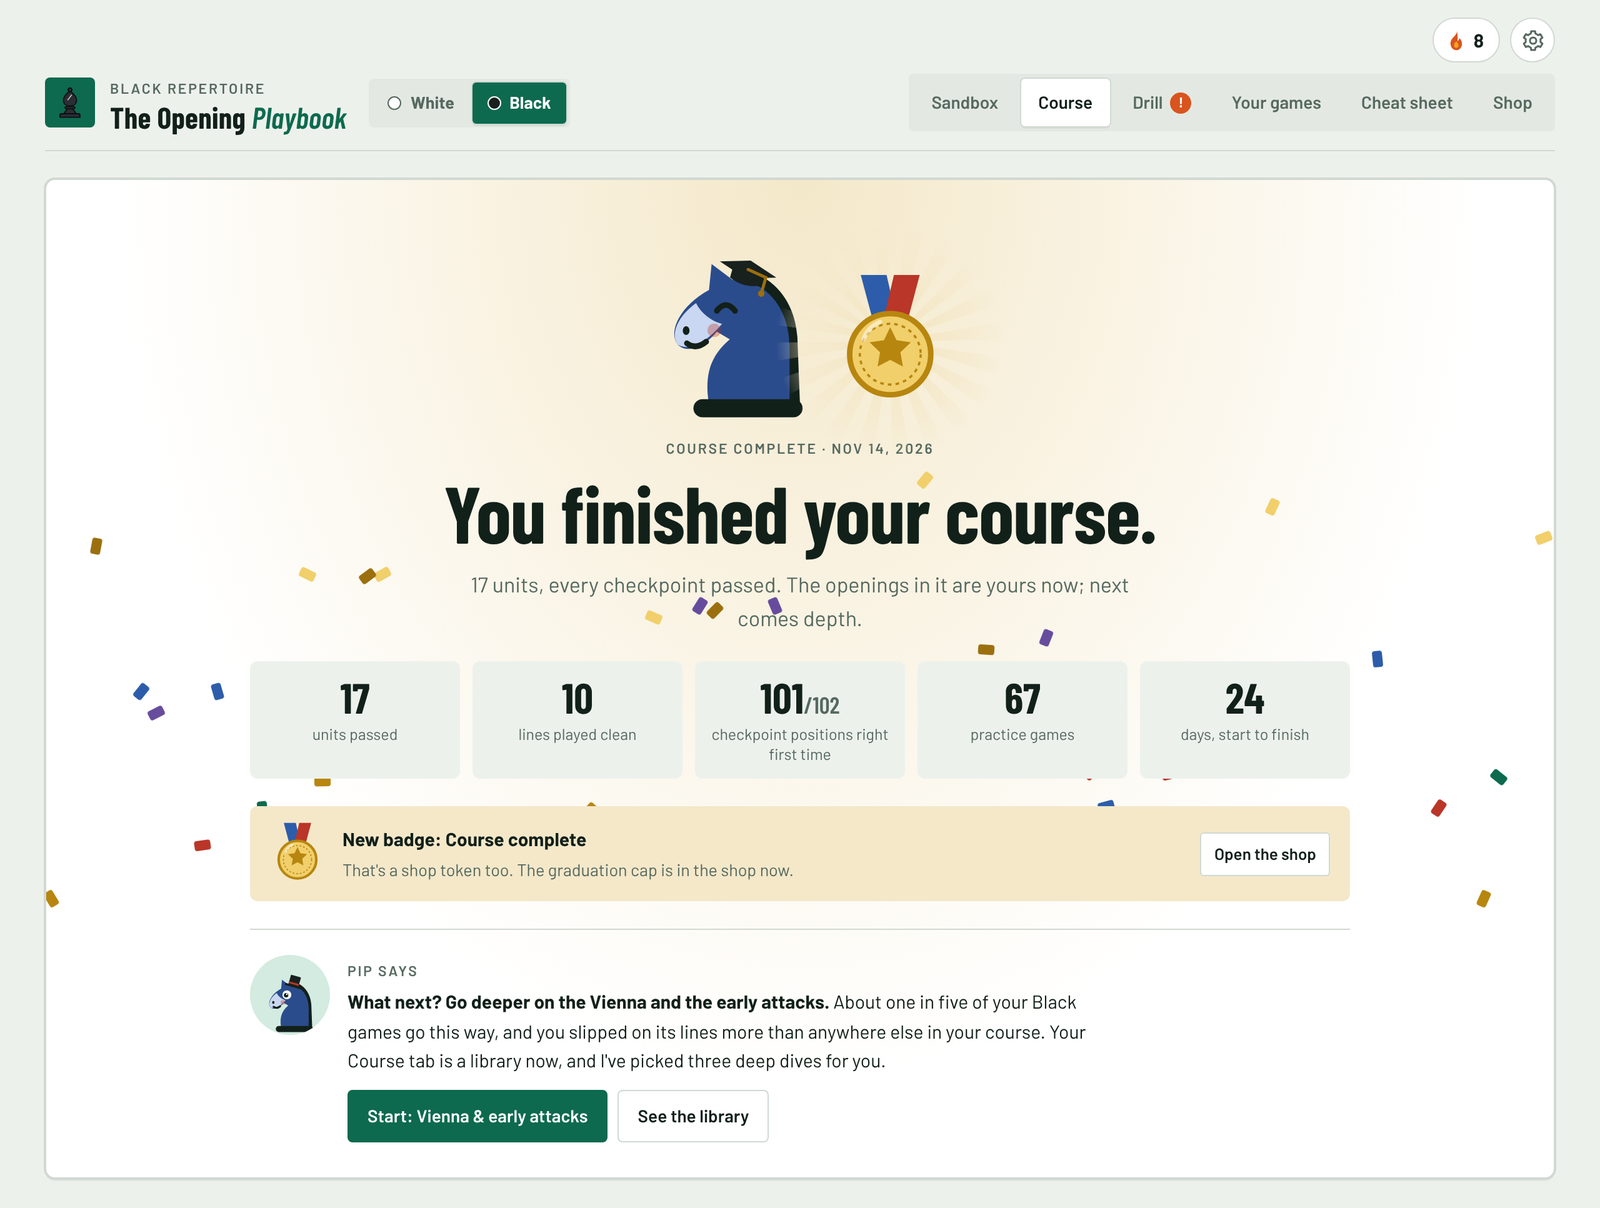 8
BLACK REPERTOIRE
The Opening Playbook
White
Black
Sandbox
Course
Drill !
Your games
Cheat sheet
Shop
COURSE COMPLETE · NOV 14, 2026
You finished your course.
17 units, every checkpoint passed. The openings in it are yours now; next
comes depth.
17
units passed
10
lines played clean
101/102
checkpoint positions right
first time
67
practice games
24
days, start to finish
New badge: Course complete
That's a shop token too. The graduation cap is in the shop now.
Open the shop
PIP SAYS
What next? Go deeper on the Vienna and the early attacks. About one in five of your Black
games go this way, and you slipped on its lines more than anywhere else in your course. Your
Course tab is a library now, and I've picked three deep dives for you.
Start: Vienna & early attacks
See the library